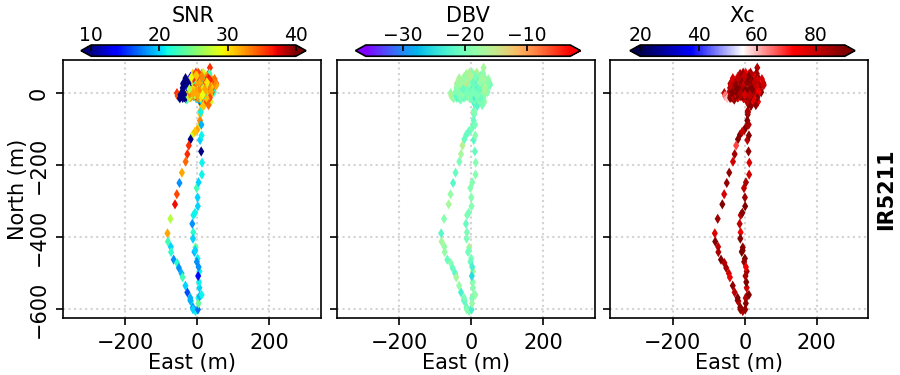 SNR DBV Xc
10 20 30 40 −30 −20 −10 20 40 60 80
North (m)
0
−200
−400
−600
IR5211
−200 0 200 −200 0 200 −200 0 200
East (m) East (m) East (m)